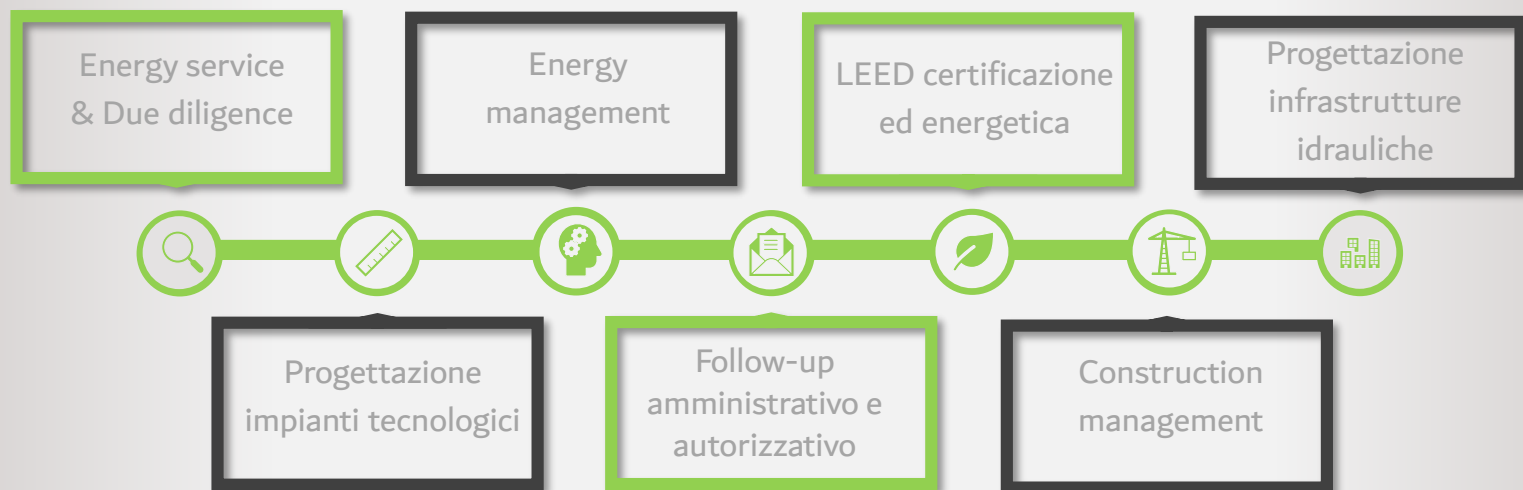 Energy service
& Due diligence
Energy
management
LEED certificazione
ed energetica
Progettazione
infrastrutture
idrauliche
Progettazione
impianti tecnologici
Follow-up
amministrativo e
autorizzativo
Construction
management